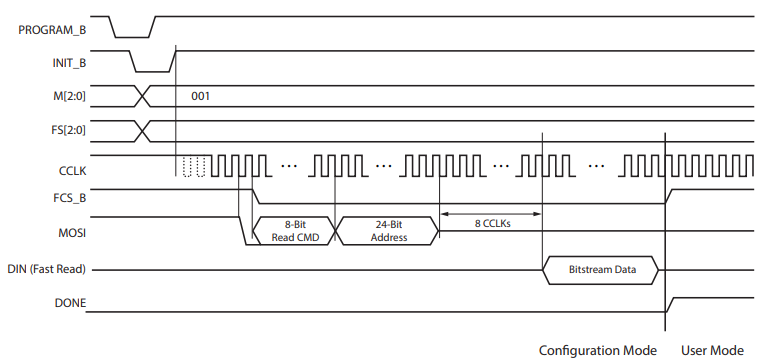 PROGRAM_B
INIT_B
M[2:0]
001
FS[2:0]
CCLK
... ... ... ... ...
FCS_B
MOSI
8-Bit
Read CMD
24-Bit
Address
8 CCLKs
DIN (Fast Read)
Bitstream Data
DONE
Configuration Mode
User Mode